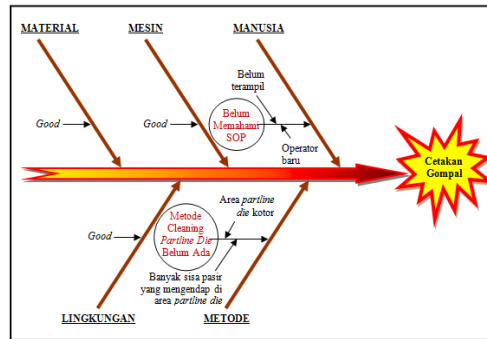 MATERIAL
MESIN
MANUSIA
Belum
terampil
Good
Good
Belum
Memahami
SOP
Operator
baru
Cetakan
Gompal
Metode
Cleaning
Partline Die
Belum Ada
Area partline
die kotor
Good
Banyak sisa pasir
yang mengendap di
area partline die
LINGKUNGAN
METODE